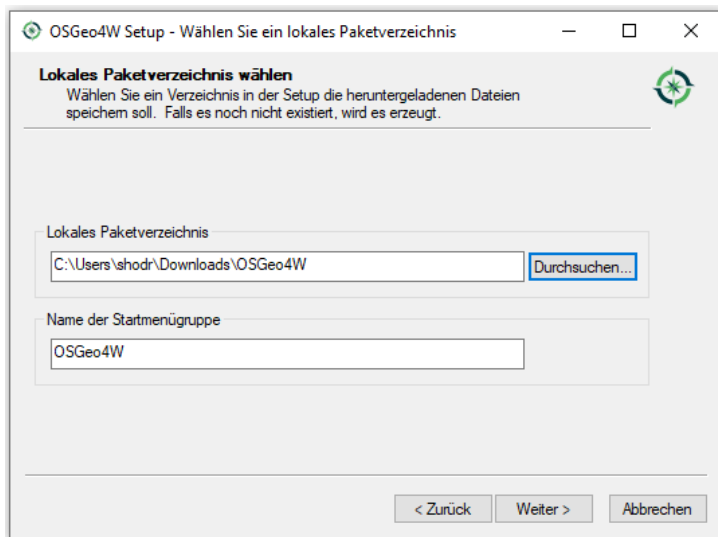 OSGeo4W Setup - Wählen Sie ein lokales Paketverzeichnis
Lokales Paketverzeichnis wählen
Wählen Sie ein Verzeichnis in der Setup die heruntergeladenen Dateien
speichern soll. Falls es noch nicht existiert, wird es erzeugt.
Lokales Paketverzeichnis
C:\Users\shodr\Downloads\OSGeo4W
Durchsuchen...
Name der Startmenügruppe
OSGeo4W
< Zurück
Weiter >
Abbrechen